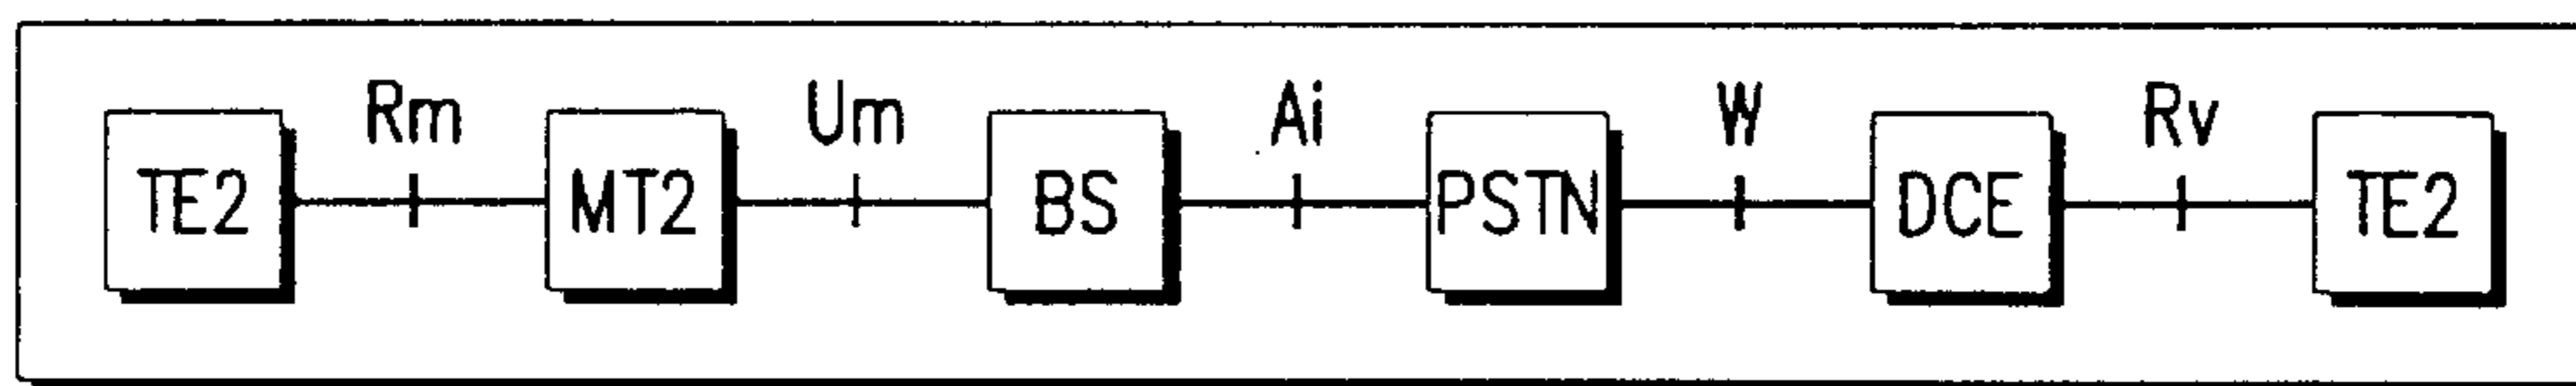 Rm Um Ai W Rv
TE2 MT2 BS PSTN DCE TE2